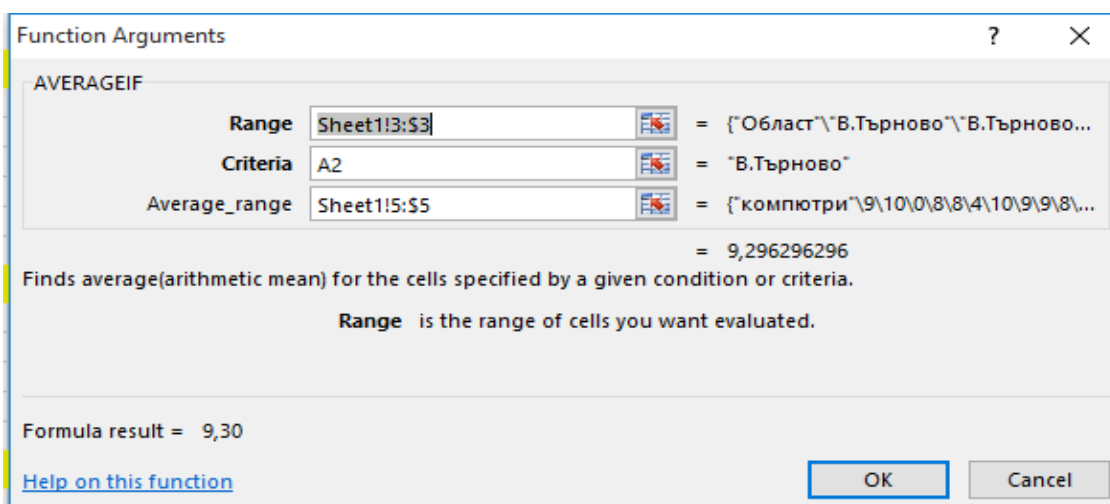 Function Arguments ?
AVERAGEIF
Range Sheet1!3:$3 = {"Област"\"В.Търново"\"В.Търново...
Criteria A2 = "В.Търново"
Average_range Sheet1!5:$5 = {"компютри"\9\10\0\8\8\4\10\9\9\8\...
= 9,296296296
Finds average(arithmetic mean) for the cells specified by a given condition or criteria.
Range is the range of cells you want evaluated.
Formula result = 9,30
Help on this function OK Cancel